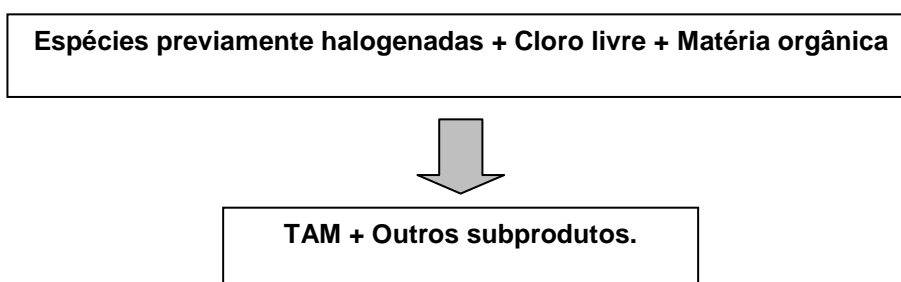 Espécies previamente halogenadas + Cloro livre + Matéria orgânica
TAM + Outros subprodutos.